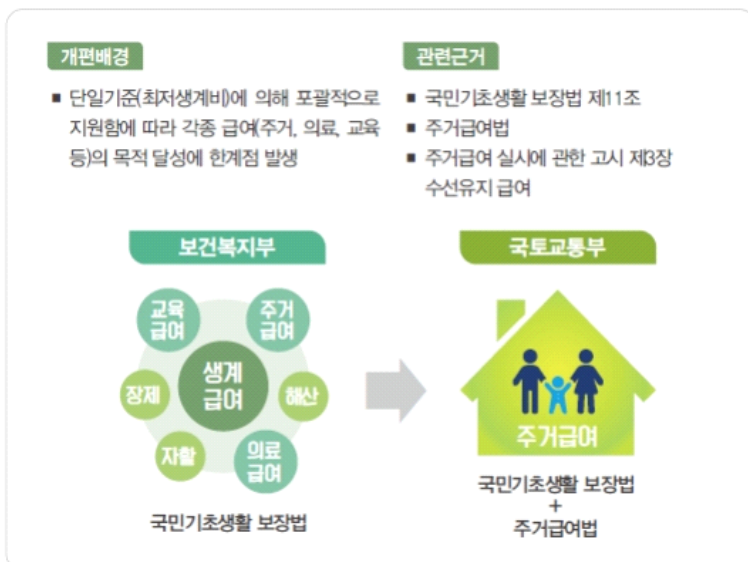 개편배경
■ 단일기준(최저생계비)에 의해 포괄적으로
지원함에 따라 각종 급여(주거, 의료, 교육
등)의 목적 달성에 한계점 발생
관련근거
■ 국민기초생활 보장법 제11조
■ 주거급여법
■ 주거급여 실시에 관한 고시 제3장
수선유지 급여
보건복지부
교육
급여
주거
급여
생계
급여
장제
해산
자활
의료
급여
국민기초생활 보장법
국토교통부
주거급여
국민기초생활 보장법
+
주거급여법